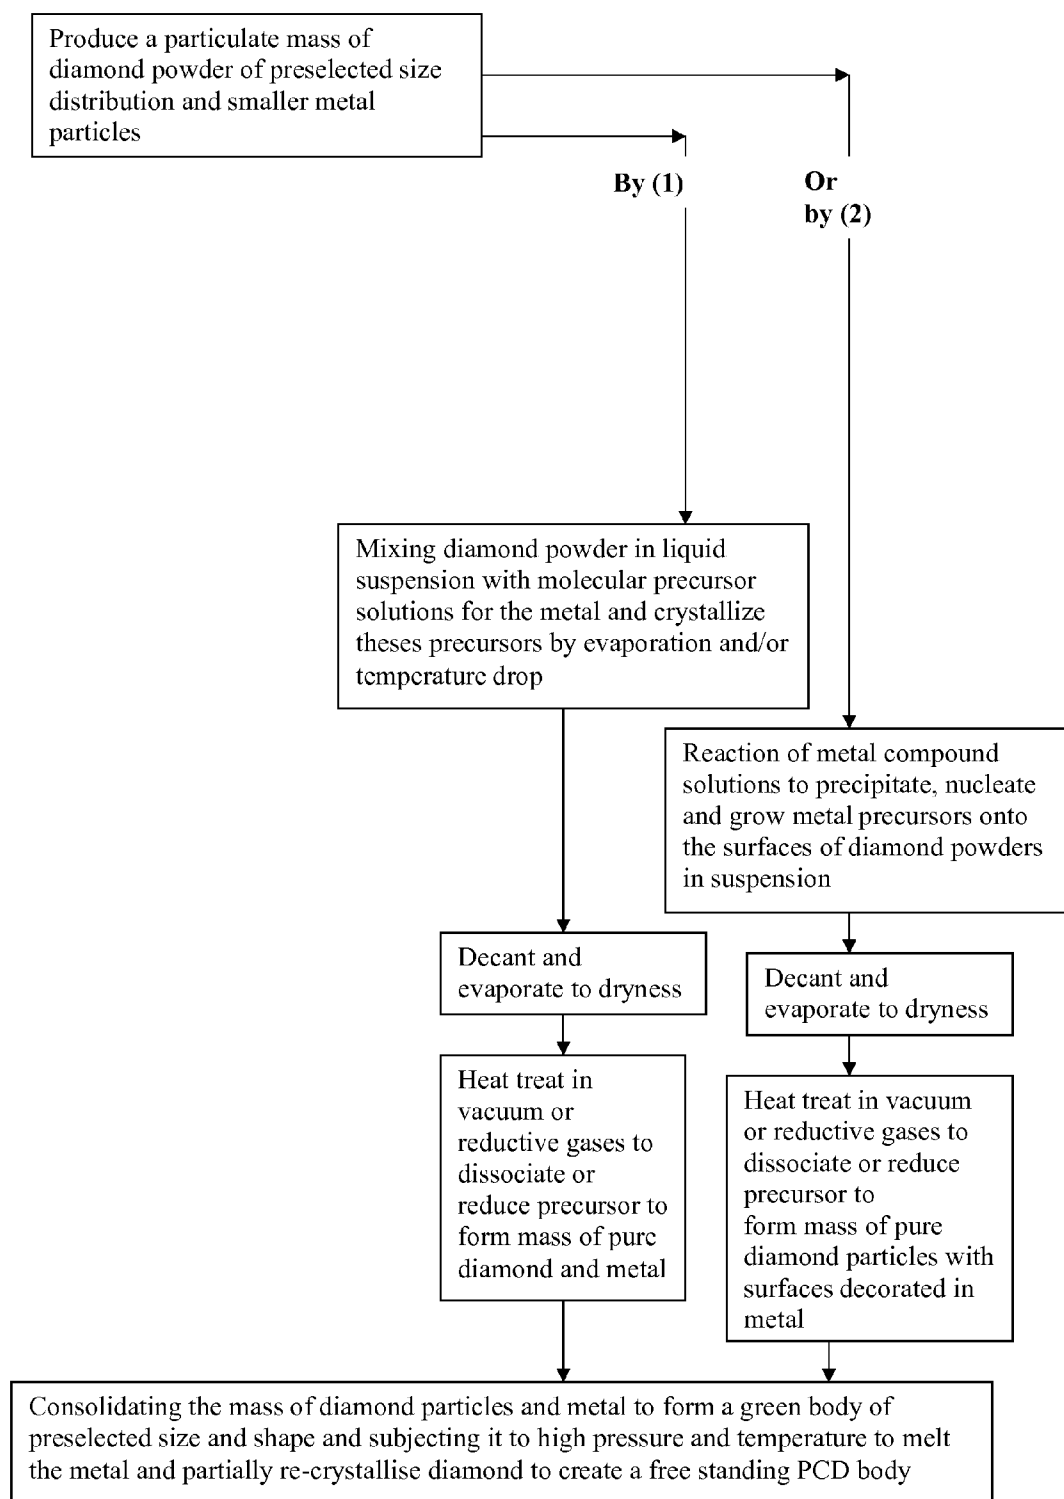 Produce a particulate mass of
diamond powder of preselected size
distribution and smaller metal
particles
By (1)
Or
by (2)
Mixing diamond powder in liquid
suspension with molecular precursor
solutions for the metal and crystallize
theses precursors by evaporation and/or
temperature drop
Reaction of metal compound
solutions to precipitate, nucleate
and grow metal precursors onto
the surfaces of diamond powders
in suspension
Decant and
evaporate to dryness
Decant and
evaporate to dryness
Heat treat in
vacuum or
reductive gases to
dissociate or
reduce precursor to
form mass of pure
diamond and metal
Heat treat in vacuum
or reductive gases to
dissociate or reduce
precursor to
form mass of pure
diamond particles with
surfaces decorated in
metal
Consolidating the mass of diamond particles and metal to form a green body of
preselected size and shape and subjecting it to high pressure and temperature to melt
the metal and partially re-crystallise diamond to create a free standing PCD body